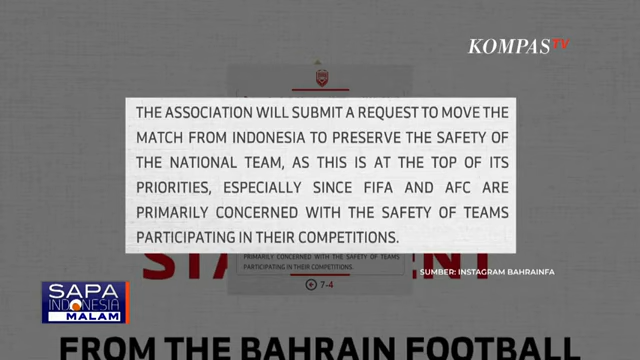 KOMPAS TV
THE ASSOCIATION WILL SUBMIT A REQUEST TO MOVE THE
MATCH FROM INDONESIA TO PRESERVE THE SAFETY OF
THE NATIONAL TEAM, AS THIS IS AT THE TOP OF ITS
PRIORITIES, ESPECIALLY SINCE FIFA AND AFC ARE
PRIMARILY CONCERNED WITH THE SAFETY OF TEAMS
PARTICIPATING IN THEIR COMPETITIONS.
PRIMARILY CONCERNED WITH THE SAFETY OF TEAMS
PARTICIPATING IN THEIR COMPETITIONS.
SUMBER: INSTAGRAM BAHRAINFA
7-4
SAPA
INDONESIA
MALAM
FROM THE BAHRAIN FOOTBALL